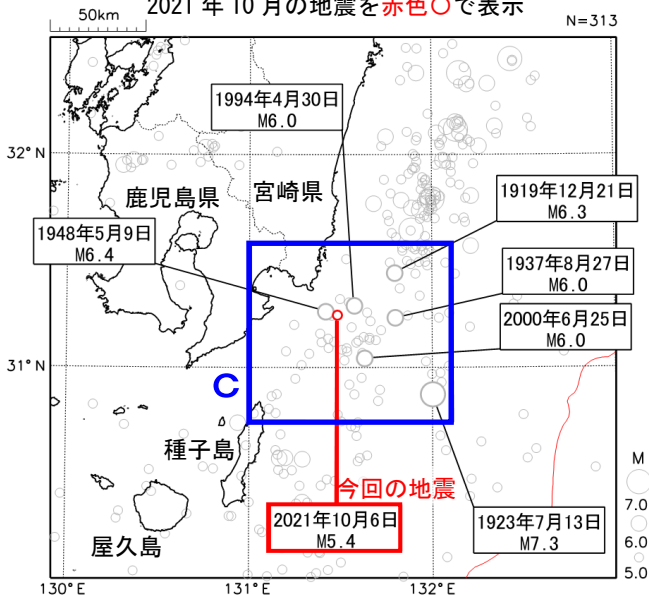 2021年10月の地震を赤色○で表示
50km
N=313
1994年4月30日
M6.0
32°N
鹿児島県
宮崎県
1919年12月21日
M6.3
1948年5月9日
M6.4
1937年8月27日
M6.0
2000年6月25日
M6.0
31°N
C
種子島
今回の地震
2021年10月6日
M5.4
1923年7月13日
M7.3
屋久島
M
7.0
6.0
5.0
130°E
131°E
132°E